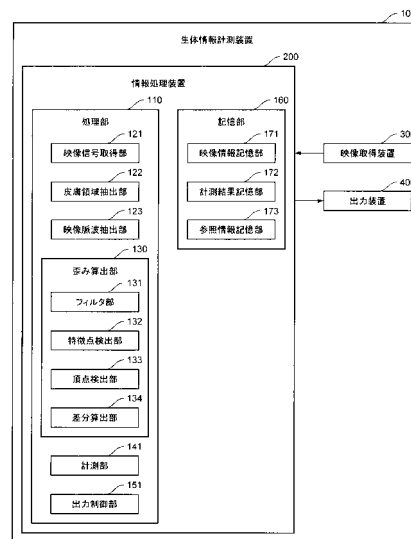 10
生体情報計測装置
200
情報処理装置
110
処理部
121
映像信号取得部
122
皮膚領域抽出部
123
映像脈波抽出部
130
歪み算出部
131
フィルタ部
132
特徴点検出部
133
頂点検出部
134
差分算出部
141
計測部
151
出力制御部
160
記憶部
171
映像情報記憶部
172
計測結果記憶部
173
参照情報記憶部
300
映像取得装置
400
出力装置